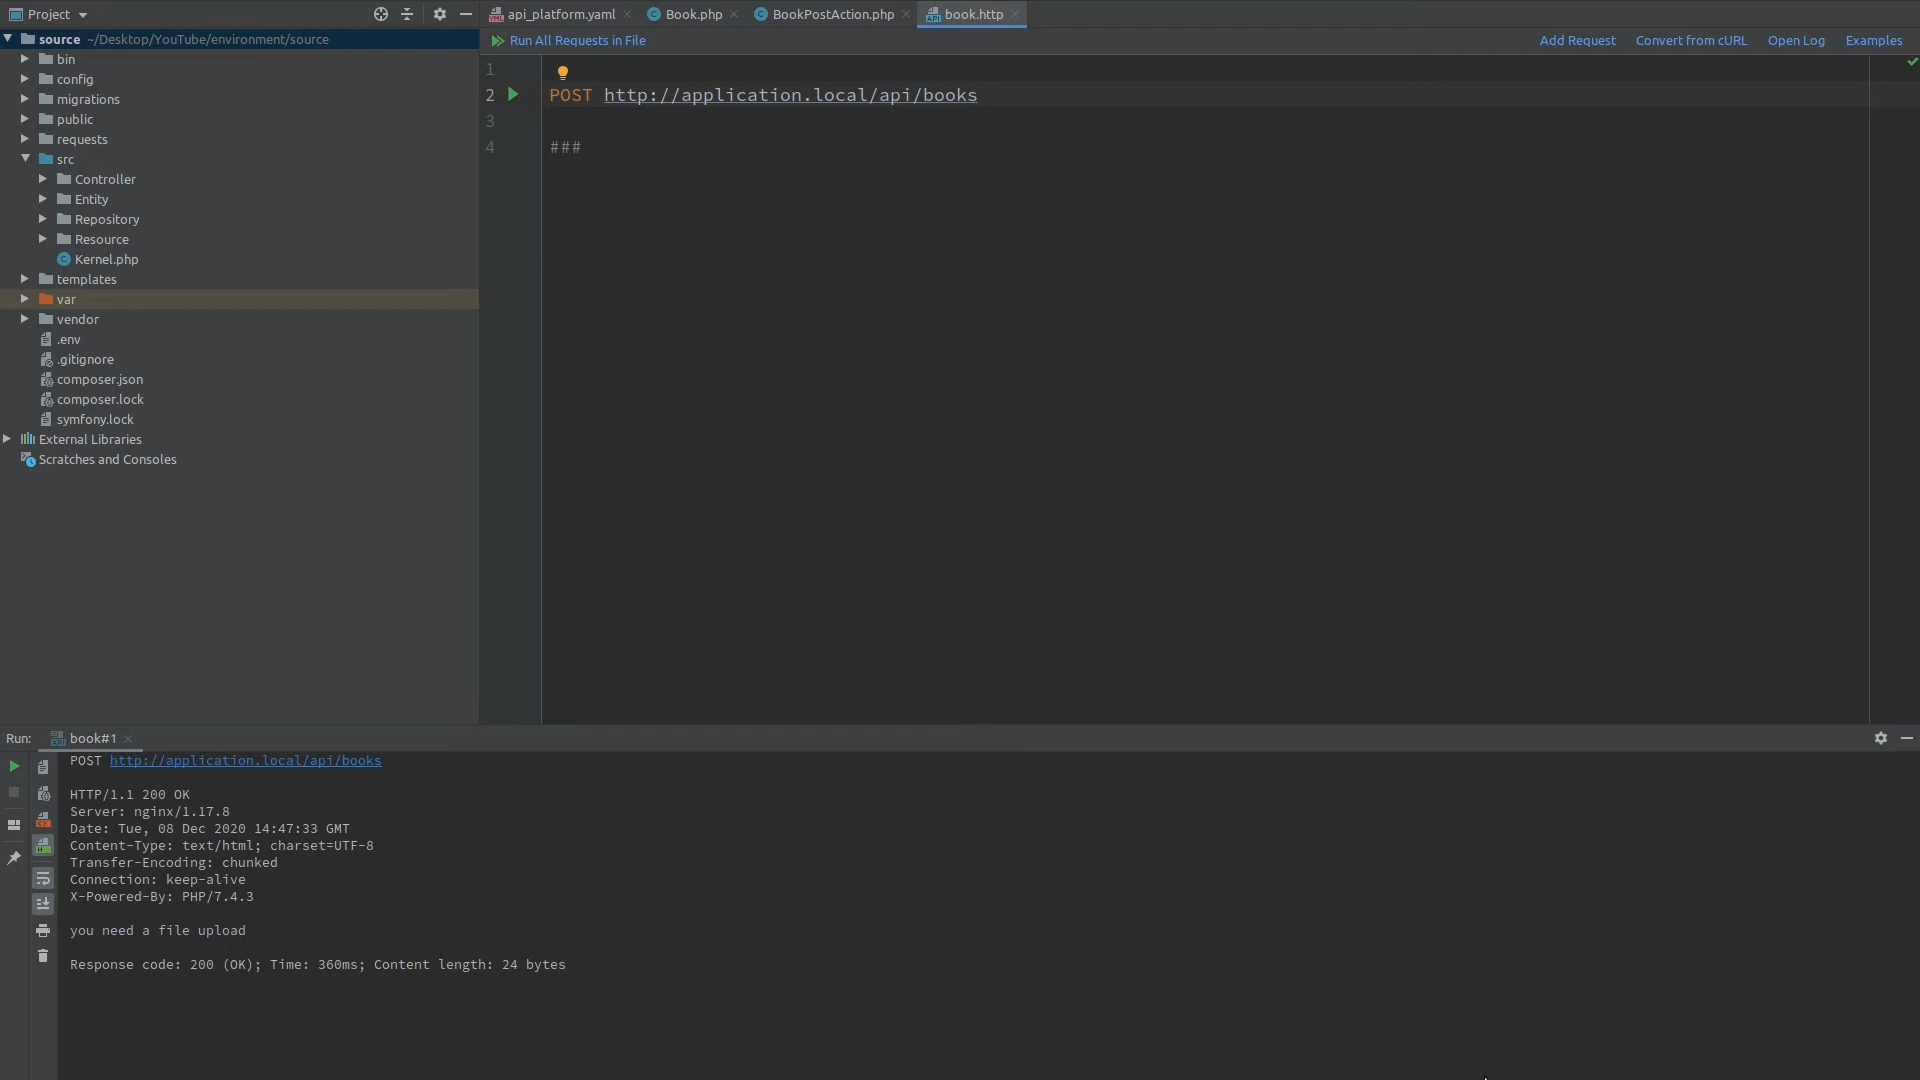 Project
api_platform.yaml
Book.php
BookPostAction.php
book.http
source ~/Desktop/YouTube/environment/source
Run All Requests in File
Add Request
Convert from cURL
Open Log
Examples
bin
config
migrations
public
requests
src
Controller
Entity
Repository
Resource
Kernel.php
templates
var
vendor
.env
.gitignore
composer.json
composer.lock
symfony.lock
External Libraries
Scratches and Consoles
1
2 POST http://application.local/api/books
3
4 ###
Run:
book#1
POST http://application.local/api/books
HTTP/1.1 200 OK
Server: nginx/1.17.8
Date: Tue, 08 Dec 2020 14:47:33 GMT
Content-Type: text/html; charset=UTF-8
Transfer-Encoding: chunked
Connection: keep-alive
X-Powered-By: PHP/7.4.3
you need a file upload
Response code: 200 (OK); Time: 360ms; Content length: 24 bytes